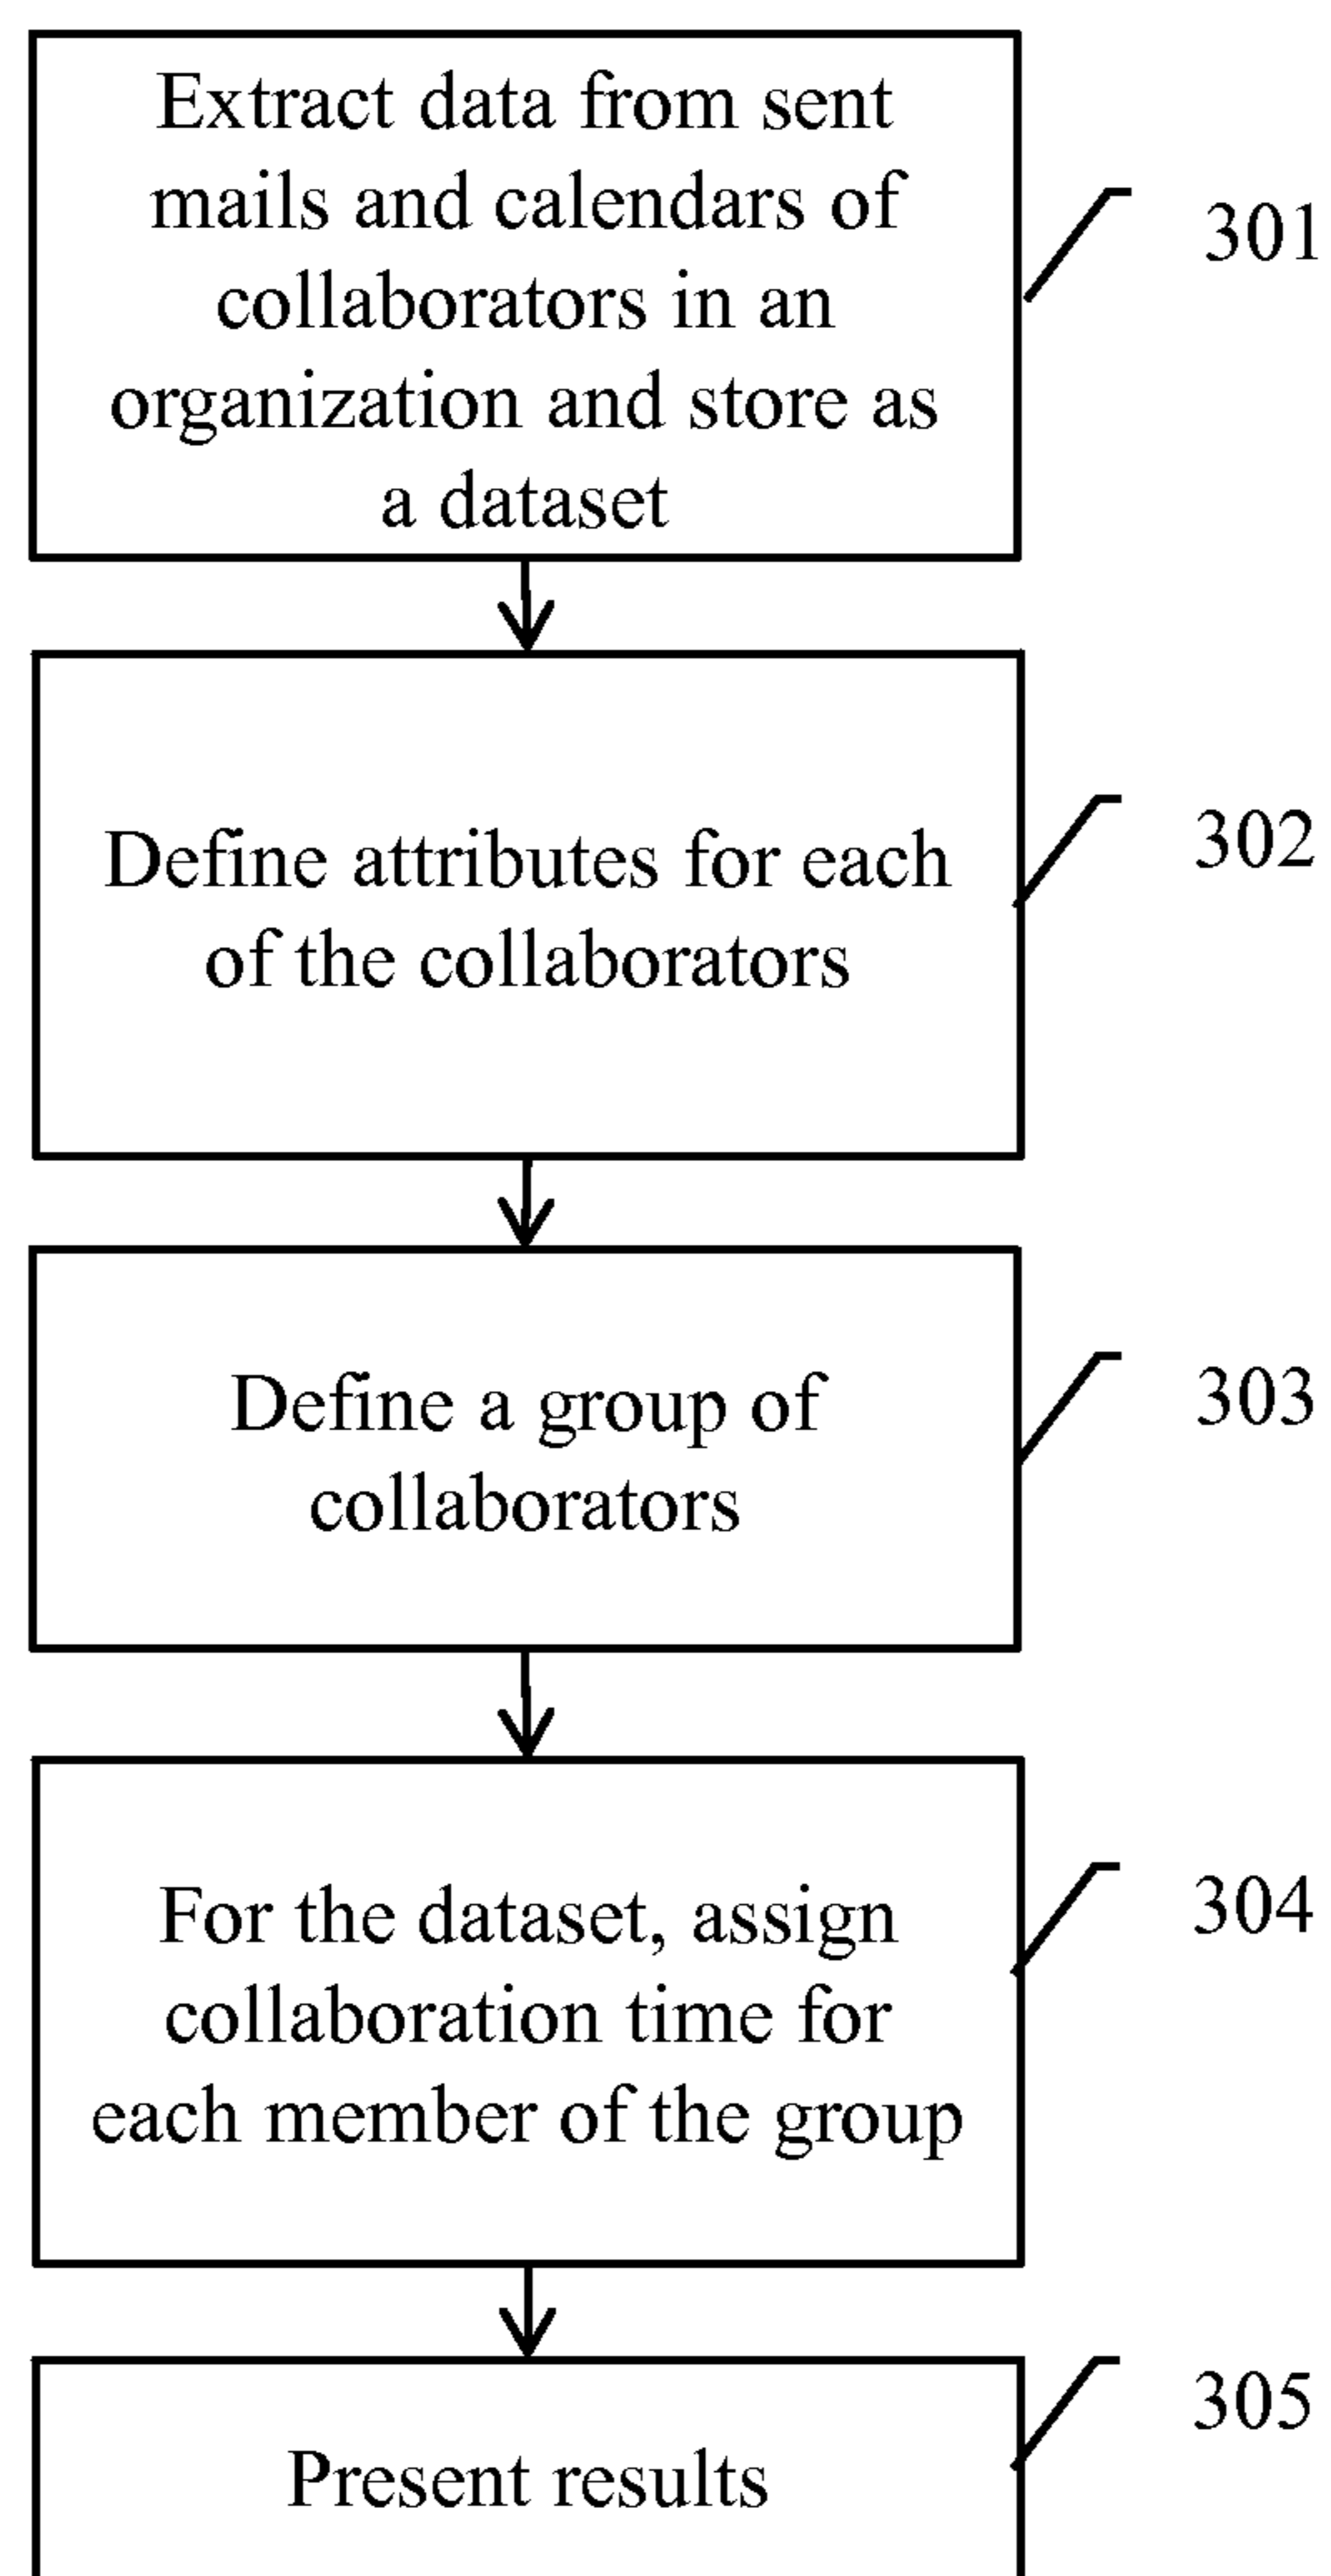 Extract data from sent
mails and calendars of
collaborators in an
organization and store as
a dataset
301
Define attributes for each
of the collaborators
302
Define a group of
collaborators
303
For the dataset, assign
collaboration time for
each member of the group
304
Present results
305